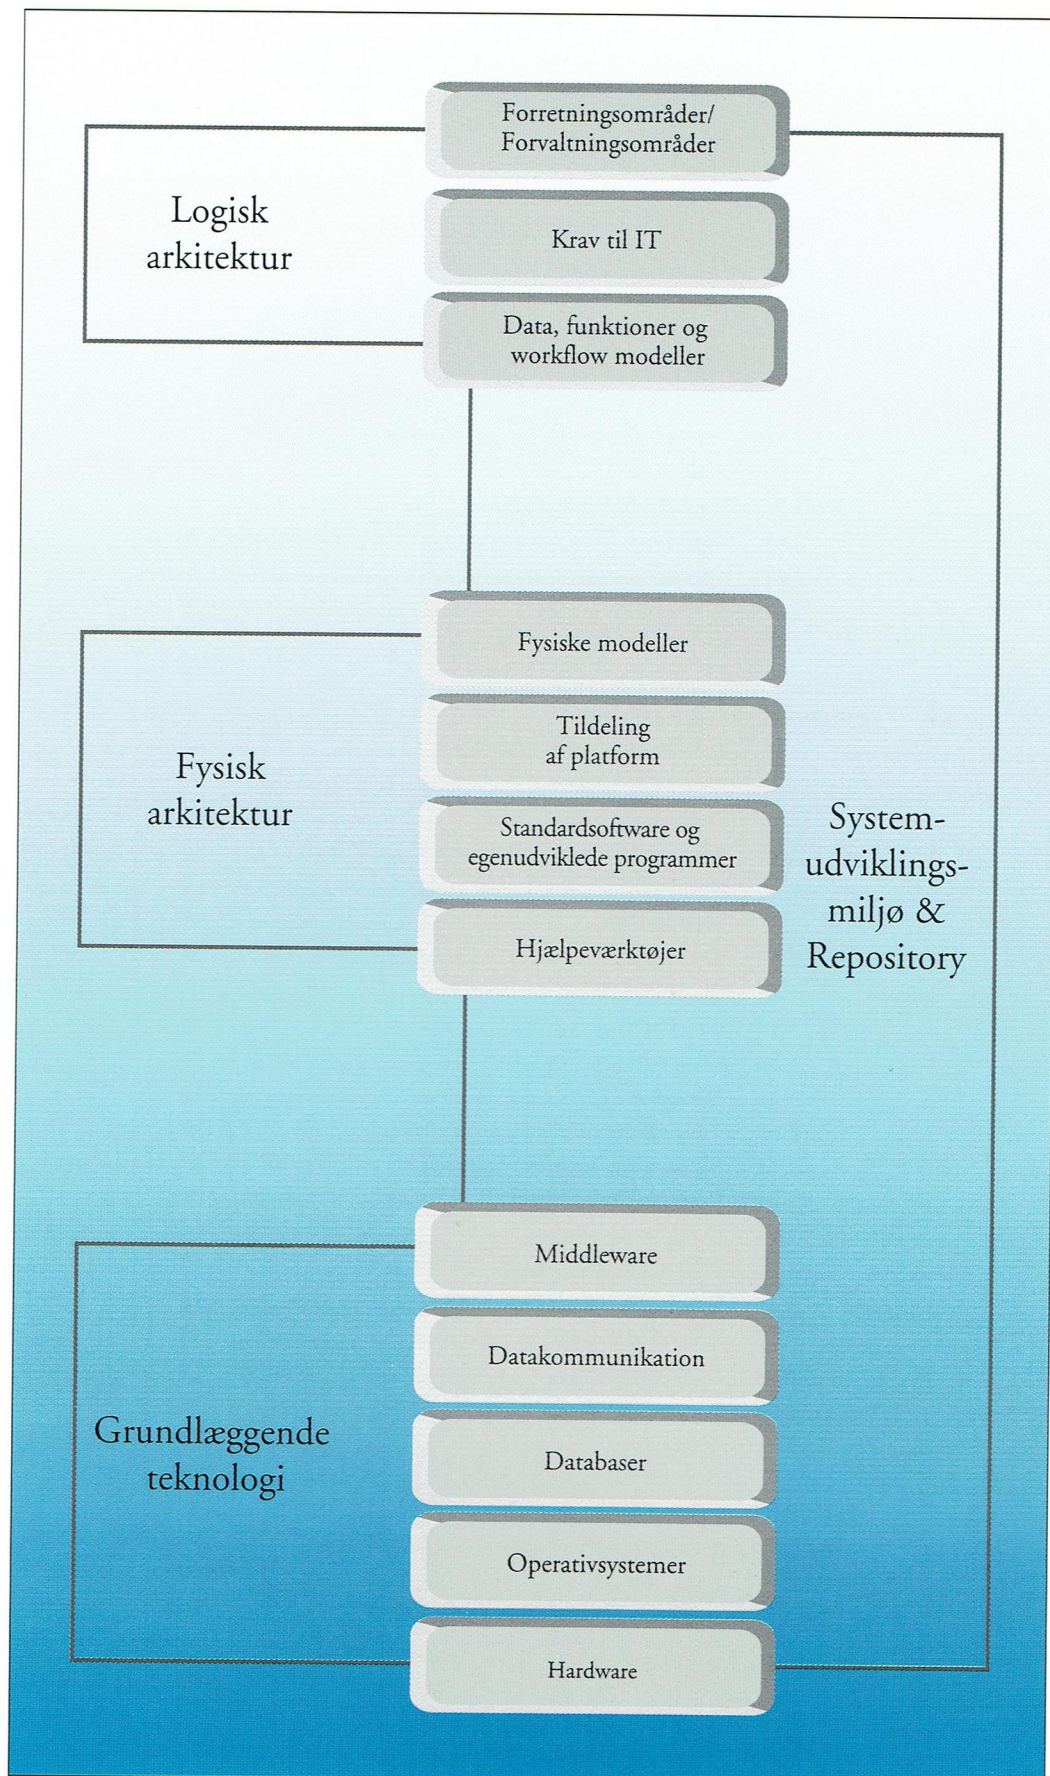 Forretningsområder/
Forvaltningsområder
Logisk
arkitektur
Krav til IT
Data, funktioner og
workflow modeller
Fysiske modeller
Fysisk
arkitektur
Tildeling
af platform
Standardsoftware og
egenudviklede programmer
Hjælpeværktøjer
System-
udviklings-
miljø &
Repository
Middleware
Datakommunikation
Grundlæggende
teknologi
Databaser
Operativsystemer
Hardware